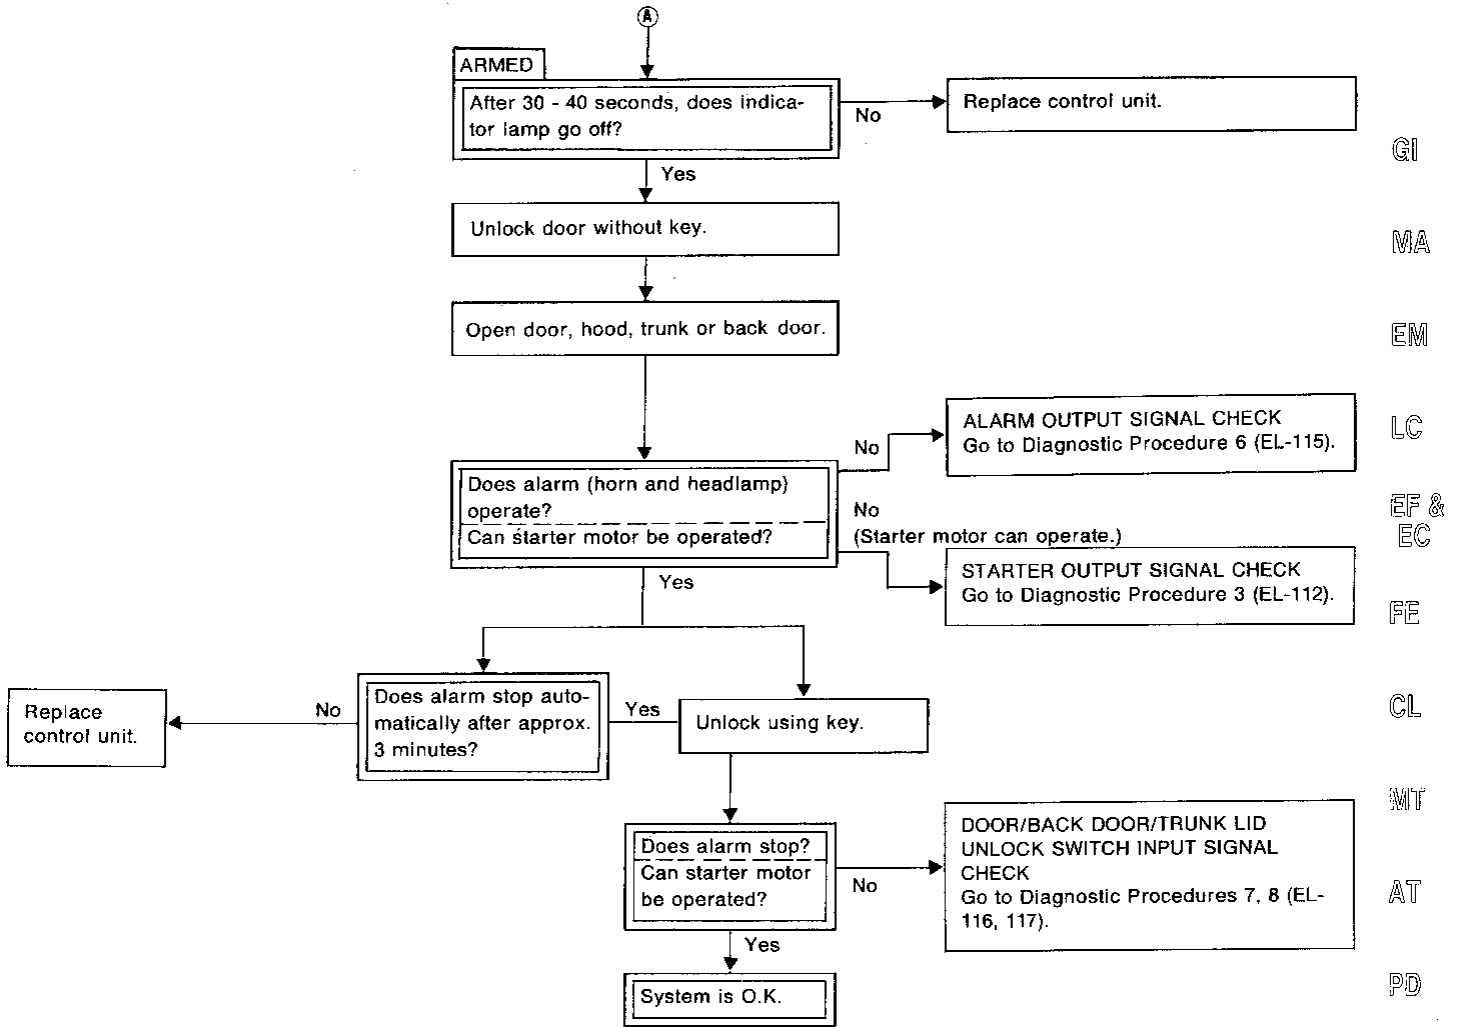 A
ARMED
After 30 - 40 seconds, does indica-
tor lamp go off?
No
Replace control unit.
GI
Yes
Unlock door without key.
MA
Open door, hood, trunk or back door.
EM
ALARM OUTPUT SIGNAL CHECK
Go to Diagnostic Procedure 6 (EL-115).
LC
No
Does alarm (horn and headlamp)
operate?
Can starter motor be operated?
No
(Starter motor can operate.)
EF &
EC
STARTER OUTPUT SIGNAL CHECK
Go to Diagnostic Procedure 3 (EL-112).
FE
Yes
Does alarm stop auto-
matically after approx.
3 minutes?
No
Replace
control unit.
Yes
Unlock using key.
CL
MT
Does alarm stop?
Can starter motor
be operated?
No
DOOR/BACK DOOR/TRUNK LID
UNLOCK SWITCH INPUT SIGNAL
CHECK
Go to Diagnostic Procedures 7, 8 (EL-
116, 117).
AT
Yes
System is O.K.
PD